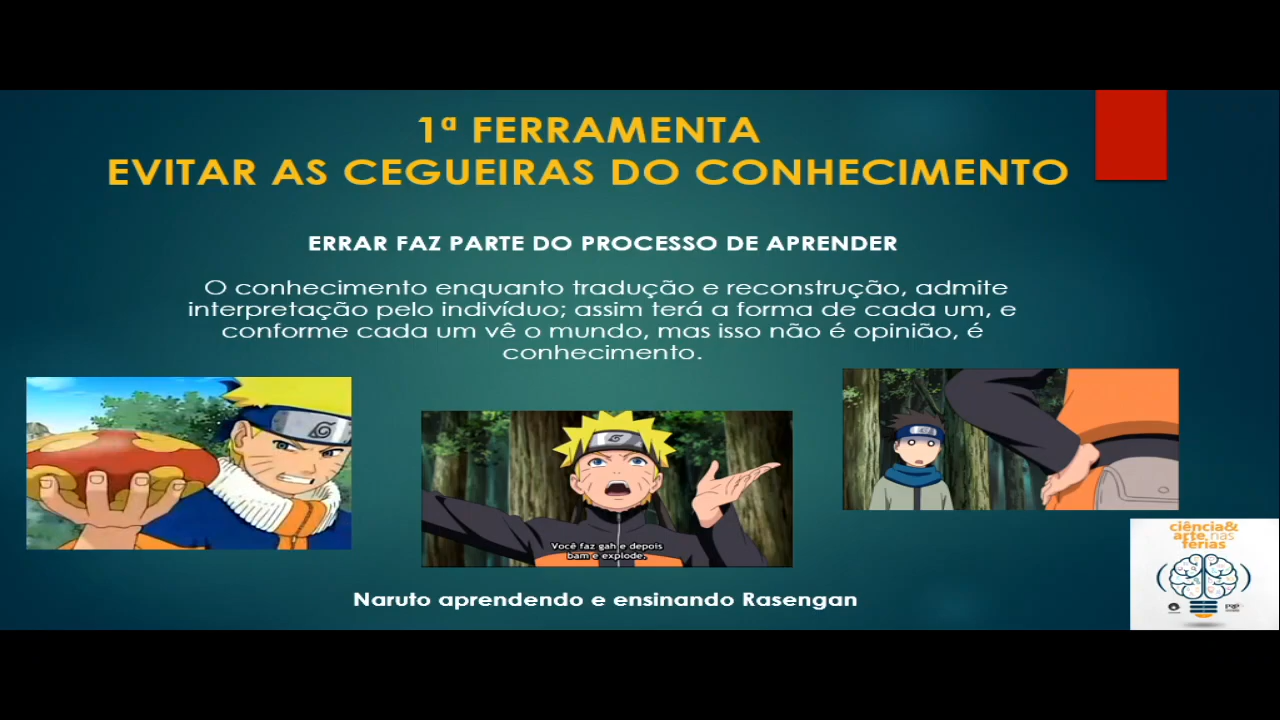 1ª FERRAMENTA
EVITAR AS CEGUEIRAS DO CONHECIMENTO
ERRAR FAZ PARTE DO PROCESSO DE APRENDER
O conhecimento enquanto tradução e reconstrução, admite
interpretação pelo indivíduo; assim terá a forma de cada um, e
conforme cada um vê o mundo, mas isso não é opinião, é
conhecimento.
Você faz gah e depois
bam e explode.
Naruto aprendendo e ensinando Rasengan
ciência&
arte nas
férias